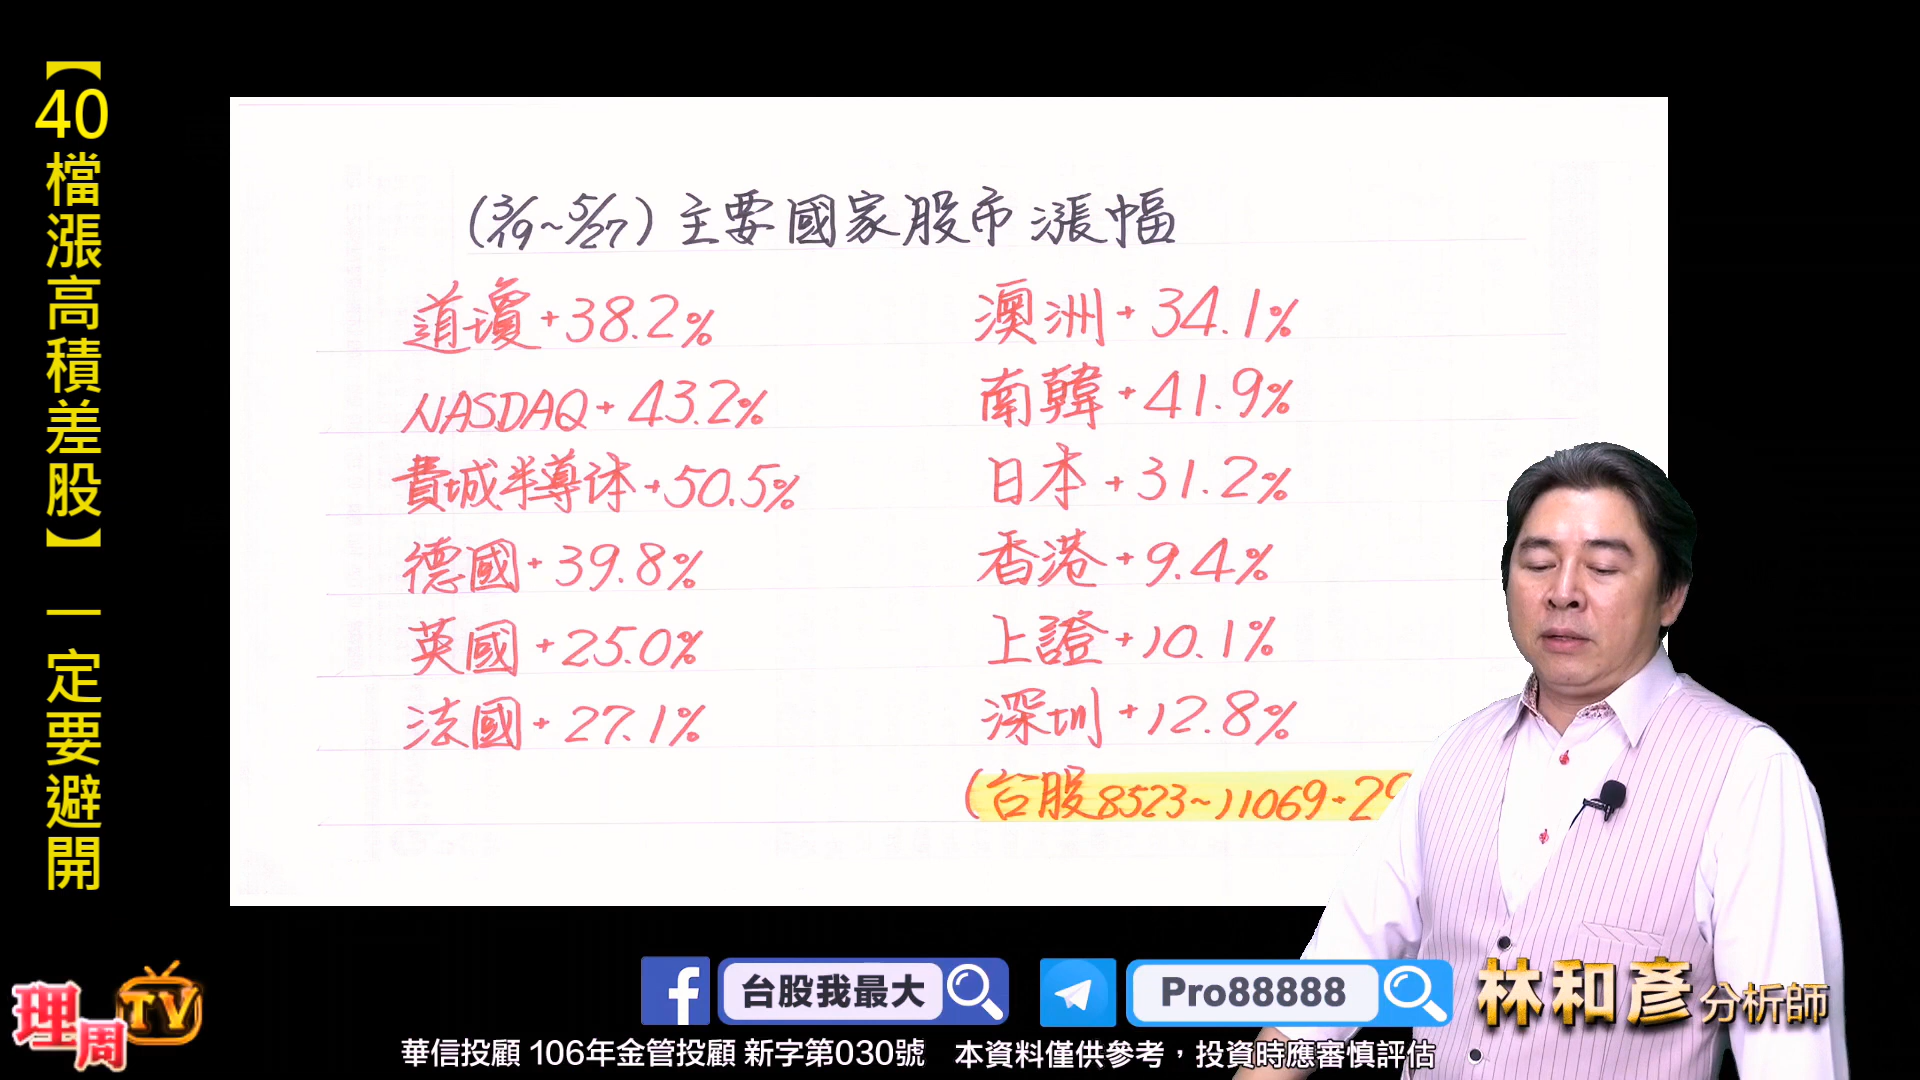 【40檔漲高積差股】一定要避開
(3/19~5/27)主要國家股市漲幅
道瓊+38.2%
NASDAQ+43.2%
費城半導体+50.5%
德國+39.8%
英國+25.0%
法國+27.1%
澳洲+34.1%
南韓+41.9%
日本+31.2%
香港+9.4%
上證+10.1%
深圳+12.8%
(台股8523~11069+29
理周TV
台股我最大
Pro88888
林和彥分析師
華信投顧 106年金管投顧 新字第030號 本資料僅供參考，投資時應審慎評估